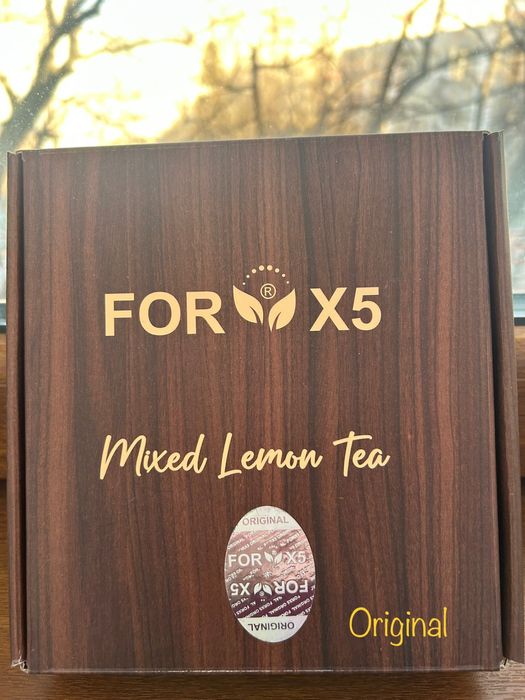 FOR ® X5
Mixed Lemon Tea
ORIGINAL
FOR X5
FOR X5
ORIGINAL
Original